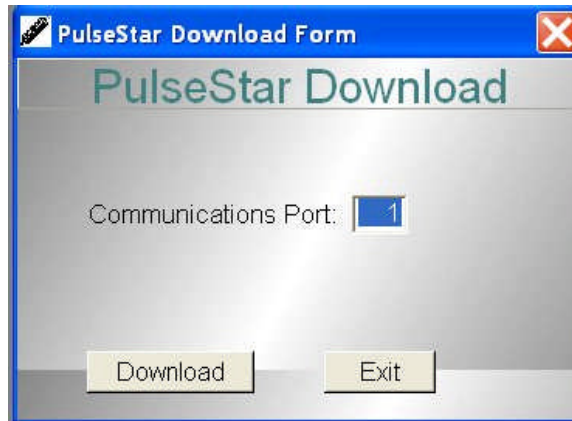 PulseStar Download Form
PulseStar Download
Communications Port: 1
Download Exit